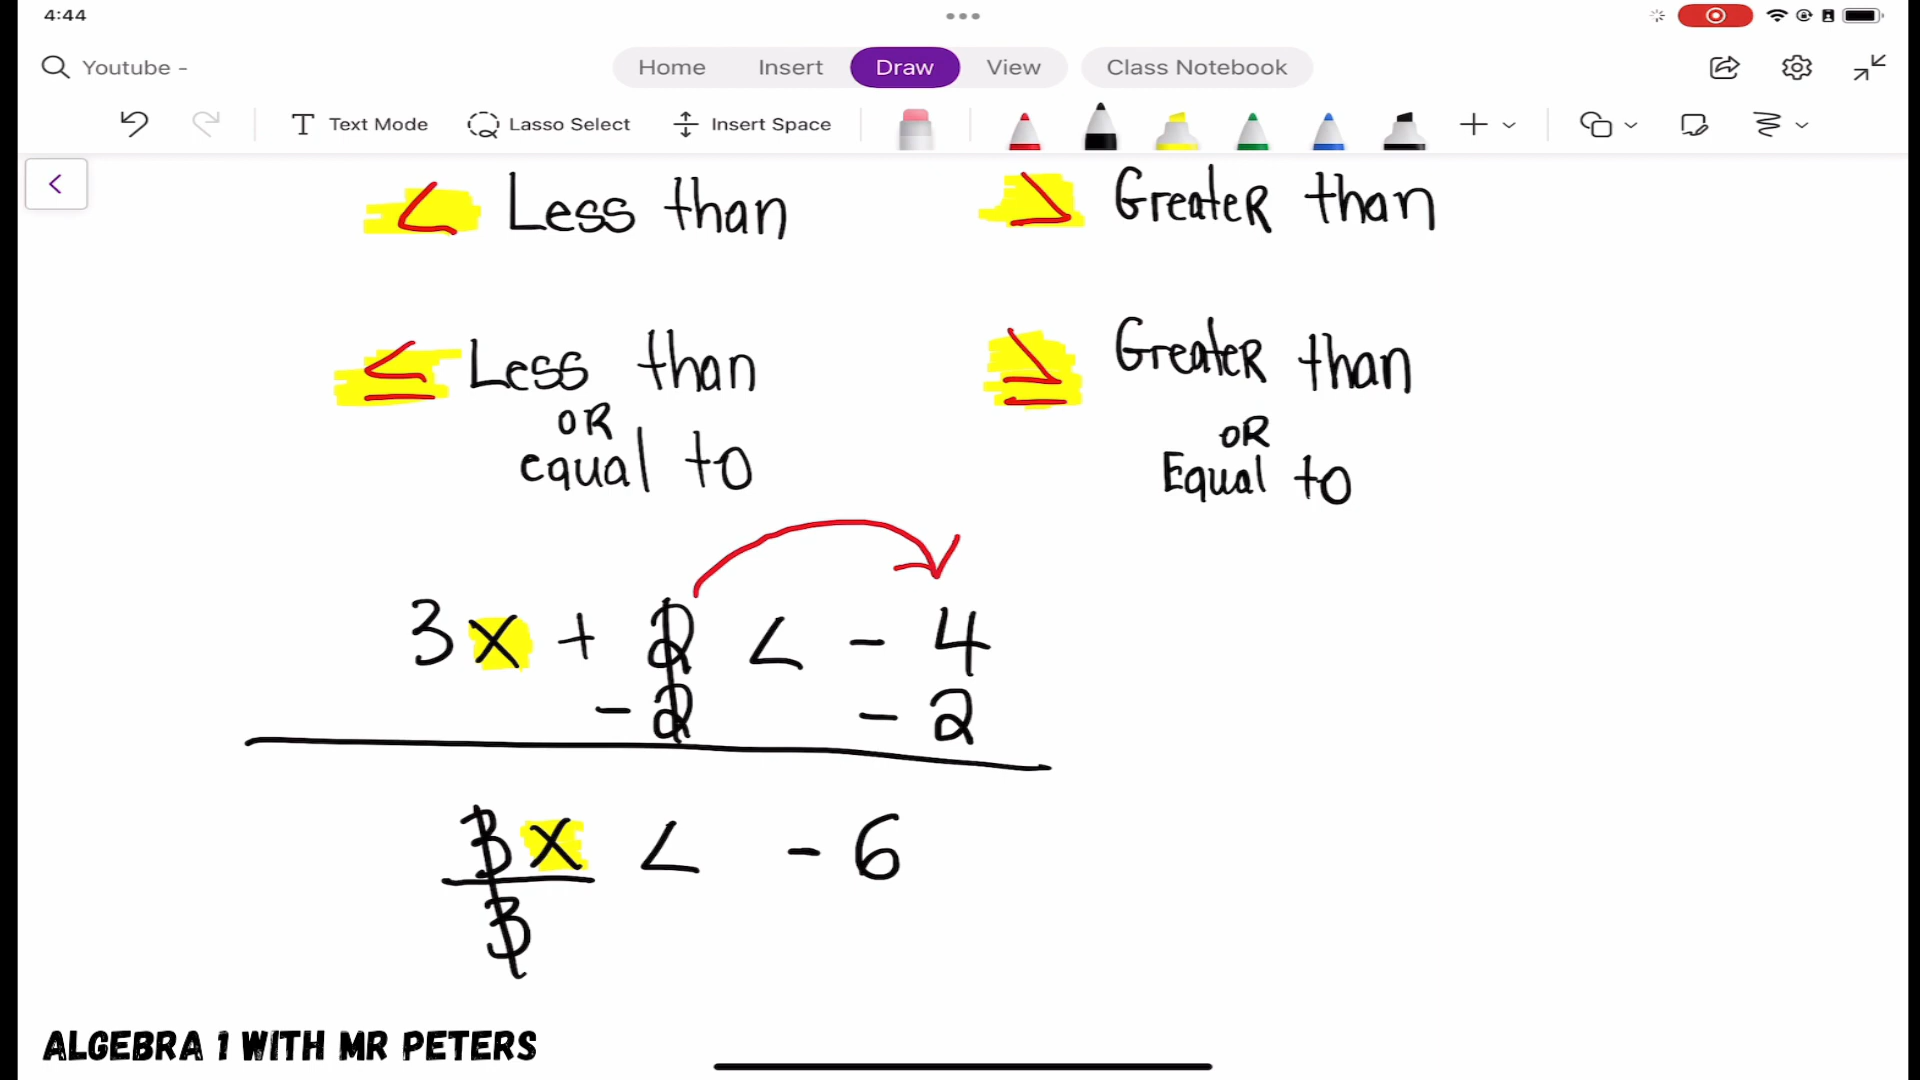 4:44
Youtube -
Home Insert Draw View Class Notebook
Text Mode Lasso Select Insert Space
< Less than
> Greater than
≤ Less than
OR
equal to
≥ Greater than
OR
Equal to
3x + 2 < - 4
- 2 - 2
3x < - 6
3
ALGEBRA 1 WITH MR PETERS